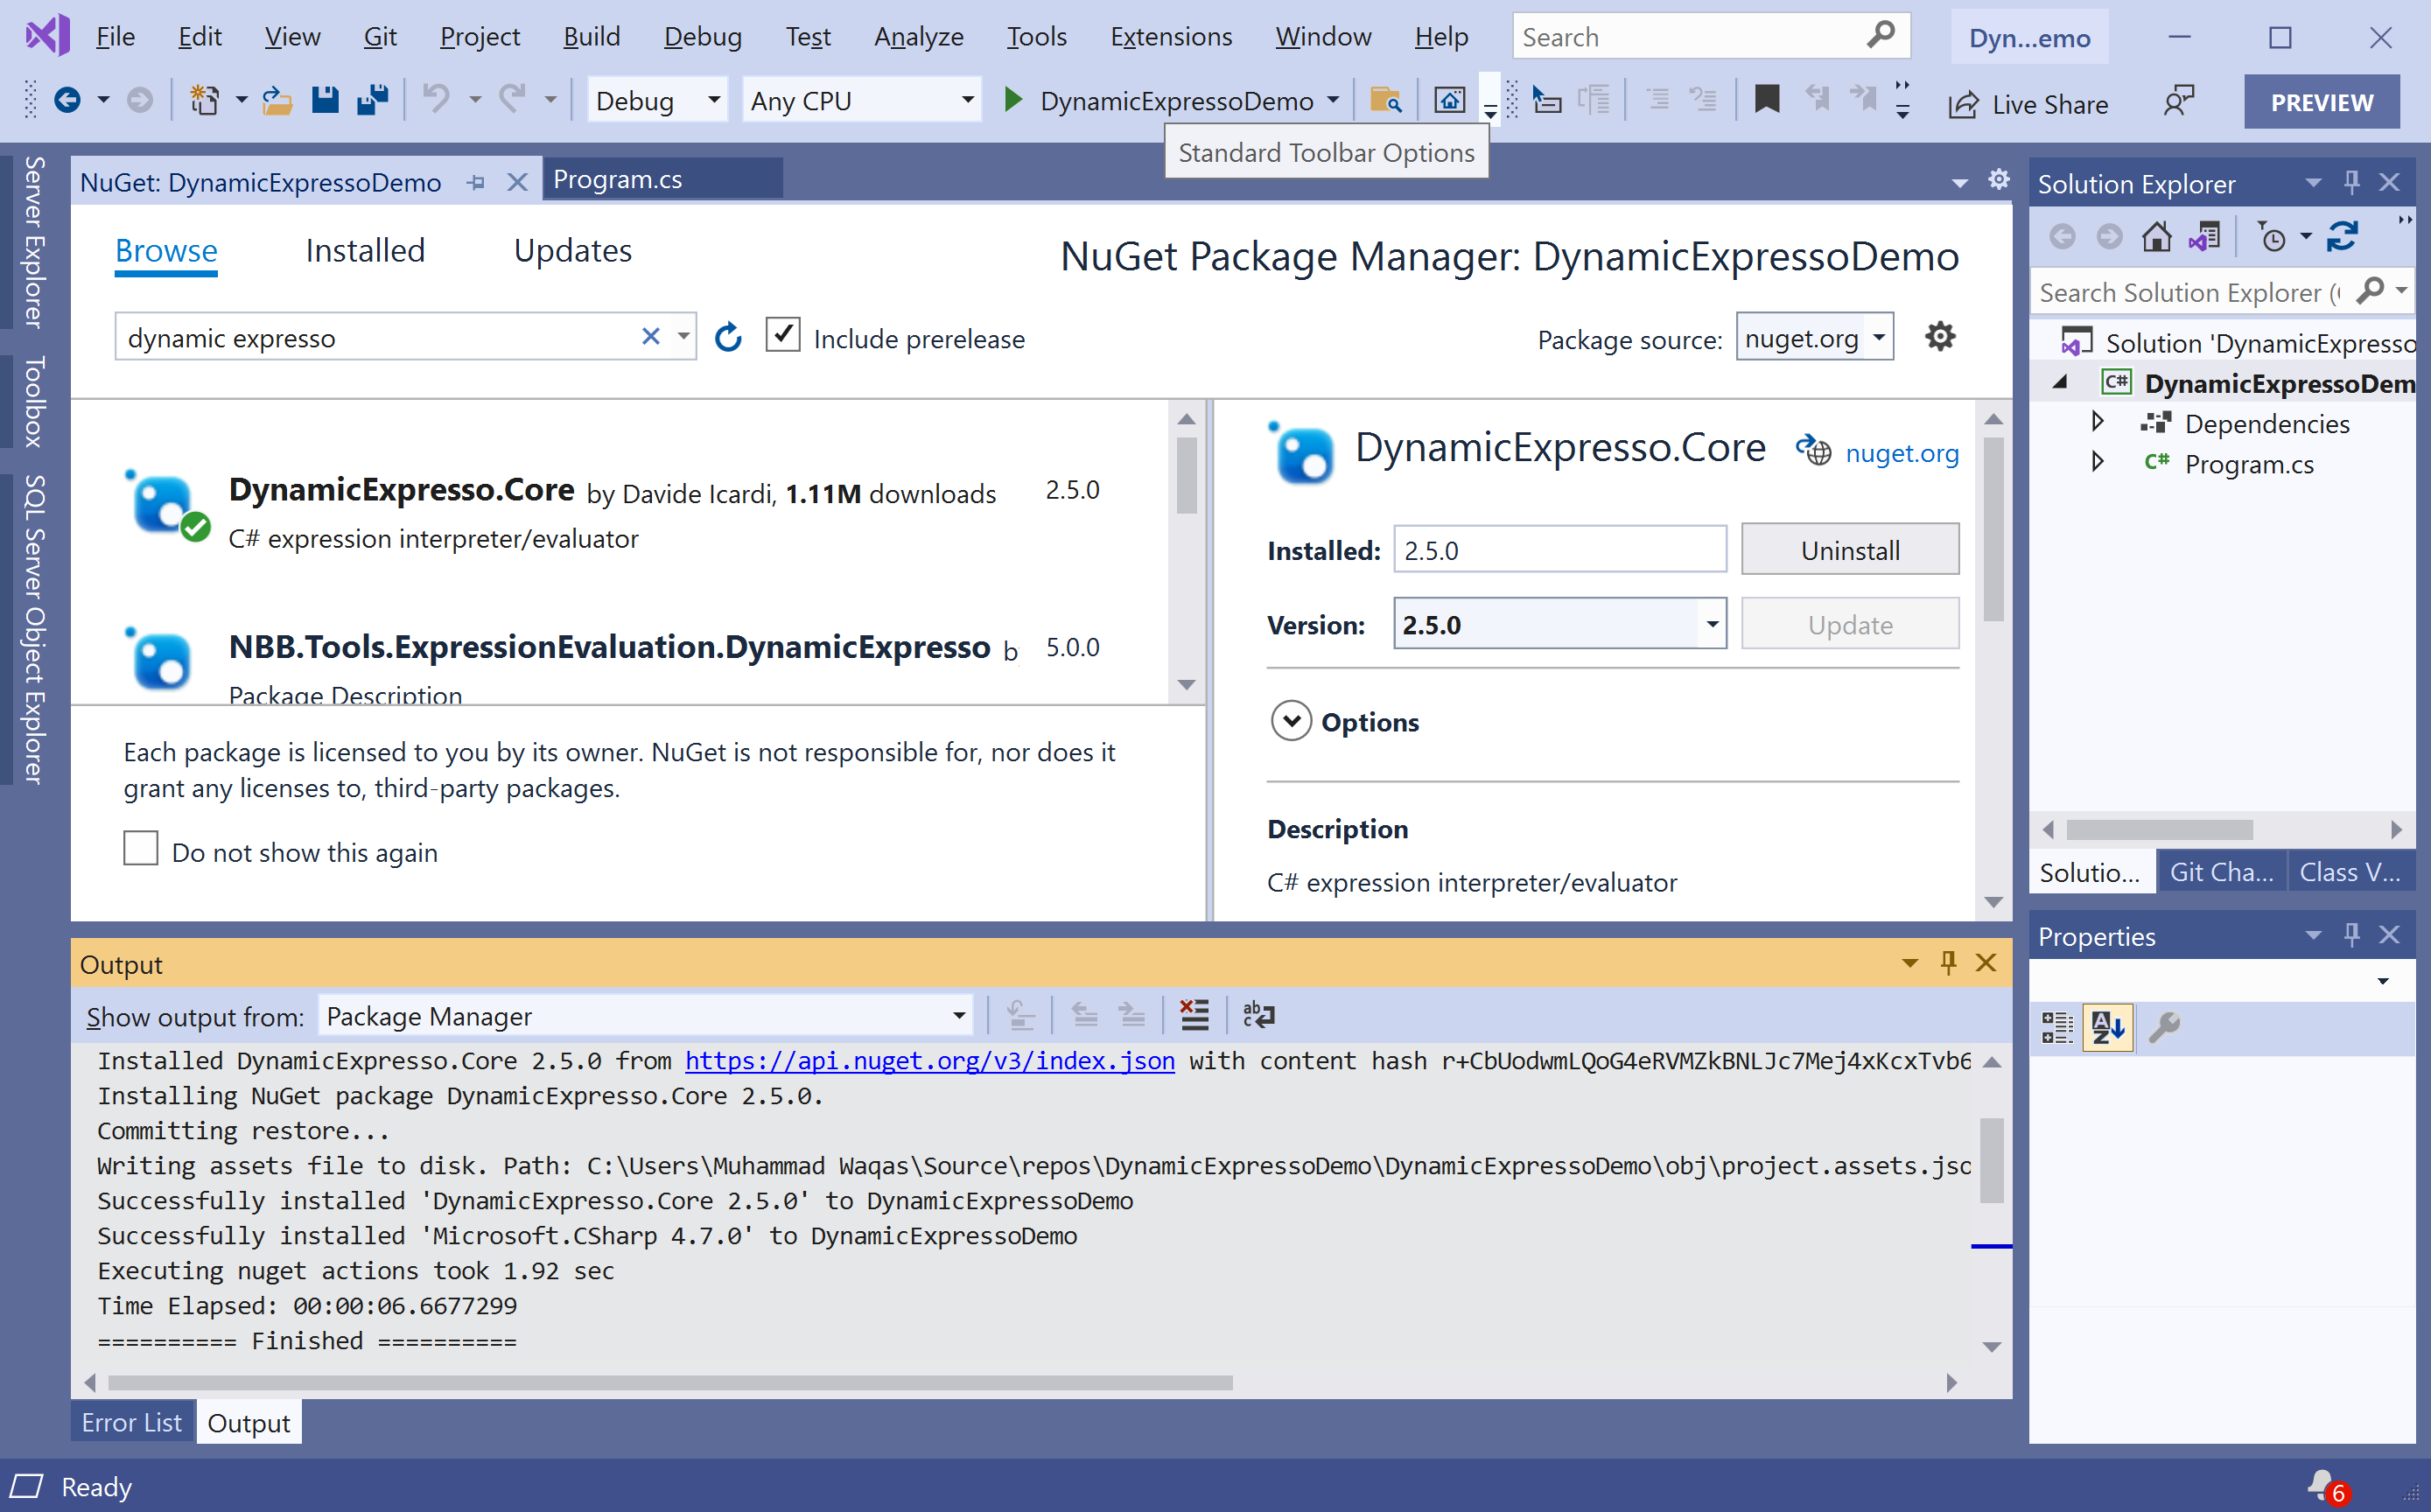 File Edit View Git Project Build Debug Test Analyze Tools Extensions Window Help Search Dyn...emo
Debug Any CPU DynamicExpressoDemo Live Share PREVIEW
Standard Toolbar Options
Server Explorer
Toolbox
SQL Server Object Explorer
NuGet: DynamicExpressoDemo Program.cs
Browse Installed Updates
NuGet Package Manager: DynamicExpressoDemo
dynamic expresso Include prerelease
Package source: nuget.org
DynamicExpresso.Core by Davide Icardi, 1.11M downloads 2.5.0
C# expression interpreter/evaluator
NBB.Tools.ExpressionEvaluation.DynamicExpresso b 5.0.0
Package Description
Each package is licensed to you by its owner. NuGet is not responsible for, nor does it
grant any licenses to, third-party packages.
Do not show this again
DynamicExpresso.Core nuget.org
Installed: 2.5.0 Uninstall
Version: 2.5.0 Update
Options
Description
C# expression interpreter/evaluator
Solution Explorer
Search Solution Explorer (
Solution 'DynamicExpresso
C# DynamicExpressoDem
Dependencies
C# Program.cs
Solutio... Git Cha... Class V...
Properties
Output
Show output from: Package Manager
Installed DynamicExpresso.Core 2.5.0 from https://api.nuget.org/v3/index.json with content hash r+CbUodwmLQoG4eRVMZkBNLJc7Mej4xKcxTvb6
Installing NuGet package DynamicExpresso.Core 2.5.0.
Committing restore...
Writing assets file to disk. Path: C:\Users\Muhammad Waqas\Source\repos\DynamicExpressoDemo\DynamicExpressoDemo\obj\project.assets.jso
Successfully installed 'DynamicExpresso.Core 2.5.0' to DynamicExpressoDemo
Successfully installed 'Microsoft.CSharp 4.7.0' to DynamicExpressoDemo
Executing nuget actions took 1.92 sec
Time Elapsed: 00:00:06.6677299
========== Finished ==========
Error List Output
Ready
6